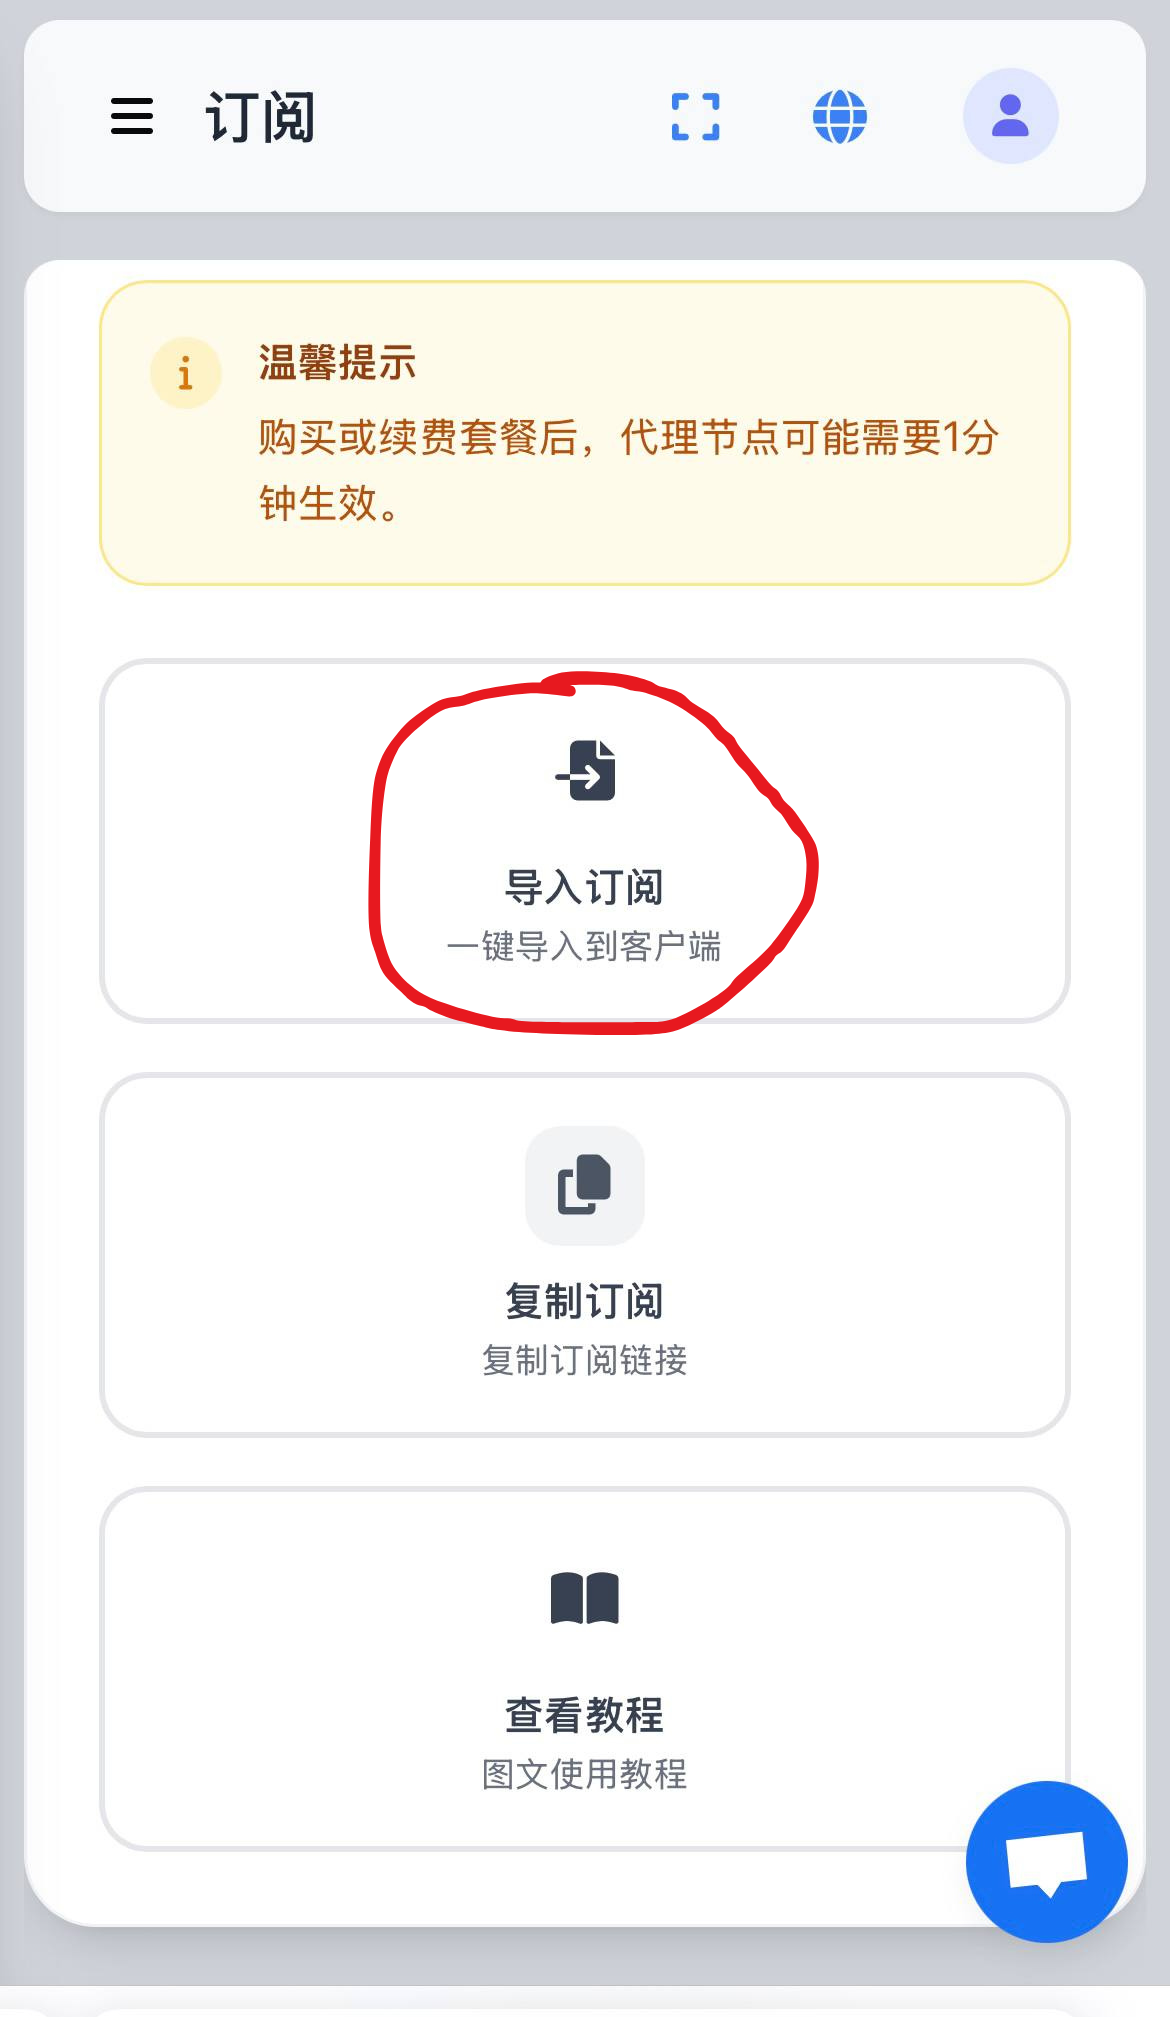 订阅
温馨提示
购买或续费套餐后，代理节点可能需要1分
钟生效。
导入订阅
一键导入到客户端
复制订阅
复制订阅链接
查看教程
图文使用教程